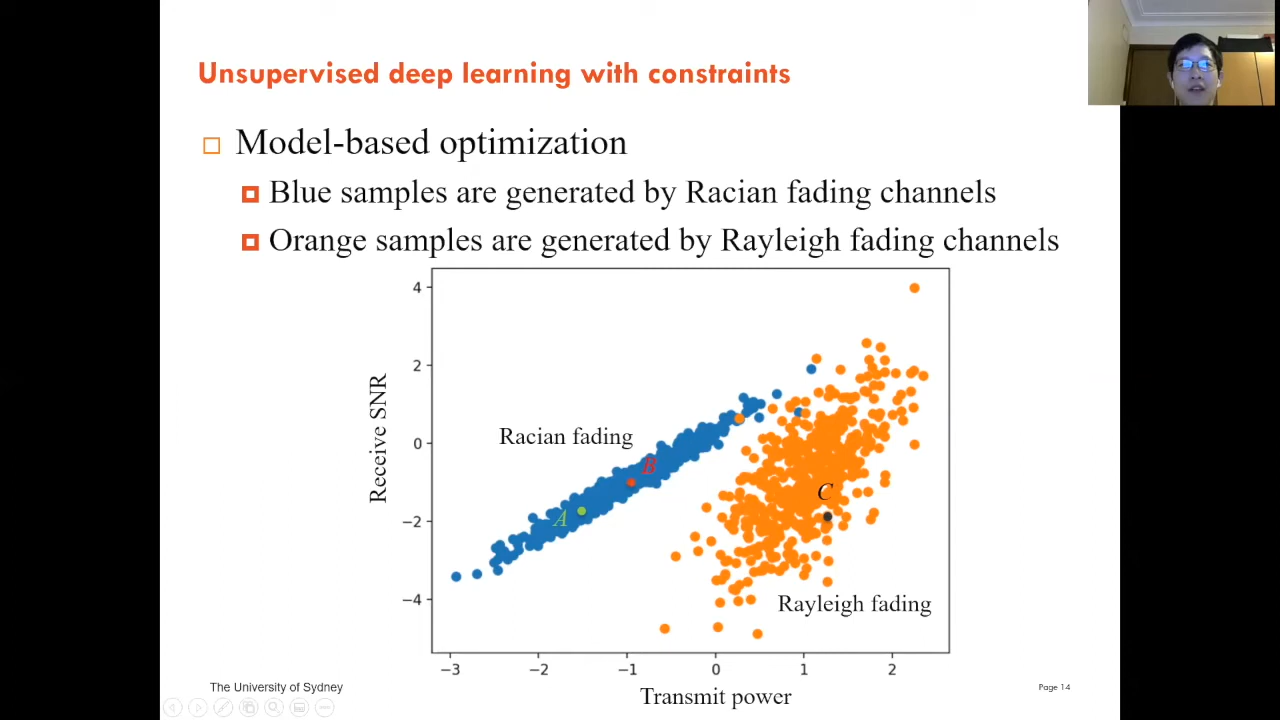 Unsupervised deep learning with constraints
Model-based optimization
Blue samples are generated by Racian fading channels
Orange samples are generated by Rayleigh fading channels
4
2
0
−2
−4
Receive SNR
Racian fading
A
B
C
Rayleigh fading
−3 −2 −1 0 1 2
Transmit power
The University of Sydney
Page 14